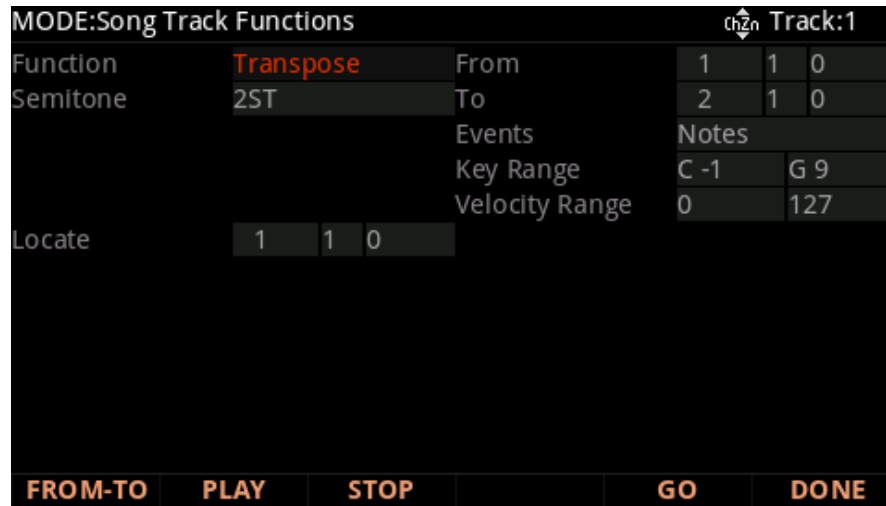 MODE:Song Track Functions ChZn Track:1
Function Transpose From 1 1 0
Semitone 2ST To 2 1 0
Events Notes
Key Range C -1 G 9
Velocity Range 0 127
Locate 1 1 0
FROM-TO PLAY STOP GO DONE